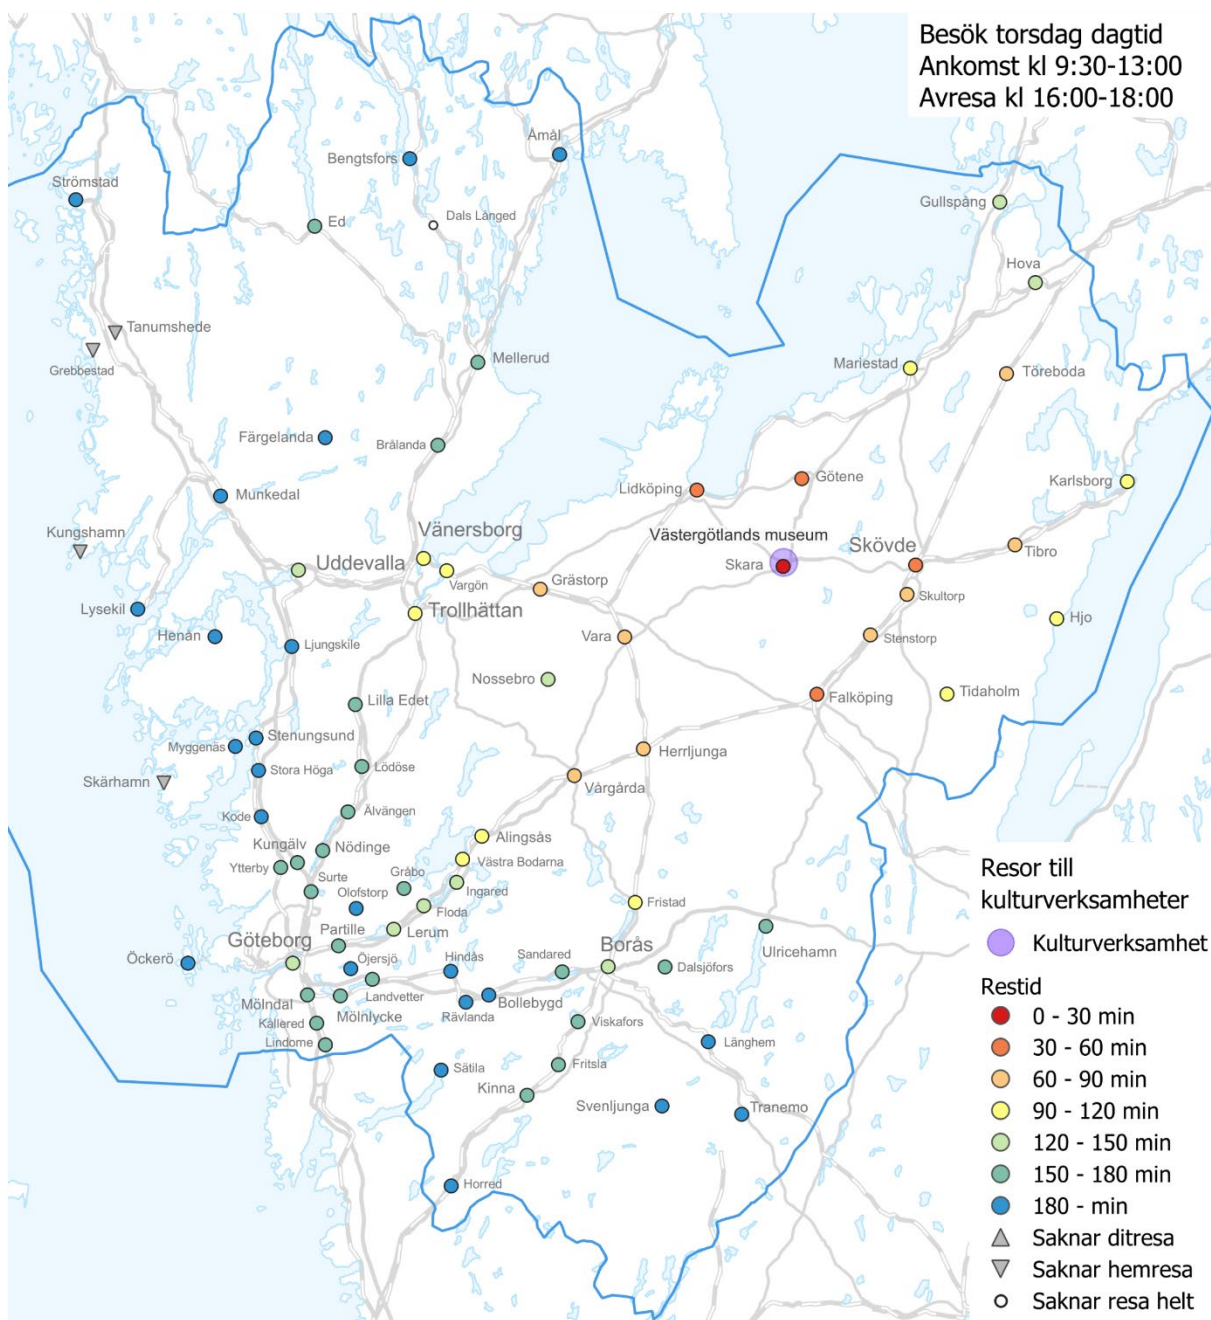 Besök torsdag dagtid
Ankomst kl 9:30-13:00
Avresa kl 16:00-18:00
Åmål
Bengtsfors
Strömstad
Gullspång
Dals Långed
Ed
Hova
Tanumshede
Grebbestad
Mellerud
Mariestad
Töreboda
Färgelanda
Brålanda
Götene
Karlsborg
Lidköping
Munkedal
Kungshamn
Vänersborg
Västergötlands museum
Skövde
Tibro
Uddevalla
Skara
Vargön
Grästorp
Skultorp
Lysekil
Trollhättan
Hjo
Henån
Ljungskile
Vara
Stenstorp
Nossebro
Tidaholm
Falköping
Lilla Edet
Stenungsund
Myggenäs
Herrljunga
Stora Höga
Lödöse
Skärhamn
Vårgårda
Kode
Älvängen
Alingsås
Kungälv
Nödinge
Västra Bodarna
Ytterby
Gråbo
Surte
Ingared
Olofstorp
Fristad
Floda
Partille
Lerum
Ulricehamn
Göteborg
Borås
Öckerö
Öjersjö
Hindås
Sandared
Dalsjöfors
Landvetter
Mölndal
Bollebygd
Mölnlycke
Rävlanda
Kållered
Viskafors
Lindome
Länghem
Sätila
Fritsla
Kinna
Svenljunga
Tranemo
Horred
Resor till
kulturverksamheter
Kulturverksamhet
Restid
0 - 30 min
30 - 60 min
60 - 90 min
90 - 120 min
120 - 150 min
150 - 180 min
180 - min
Saknar ditresa
Saknar hemresa
Saknar resa helt